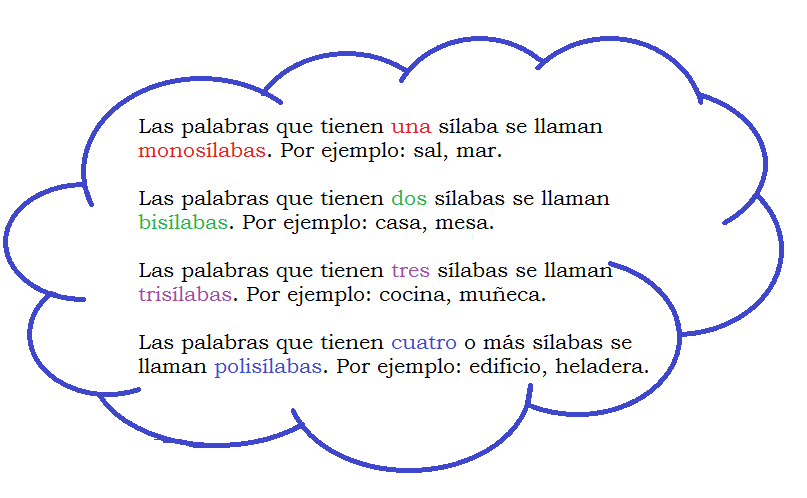 Las palabras que tienen una sílaba se llaman
monosílabas. Por ejemplo: sal, mar.
Las palabras que tienen dos sílabas se llaman
bisílabas. Por ejemplo: casa, mesa.
Las palabras que tienen tres sílabas se llaman
trisílabas. Por ejemplo: cocina, muñeca.
Las palabras que tienen cuatro o más sílabas se
llaman polisílabas. Por ejemplo: edificio, heladera.